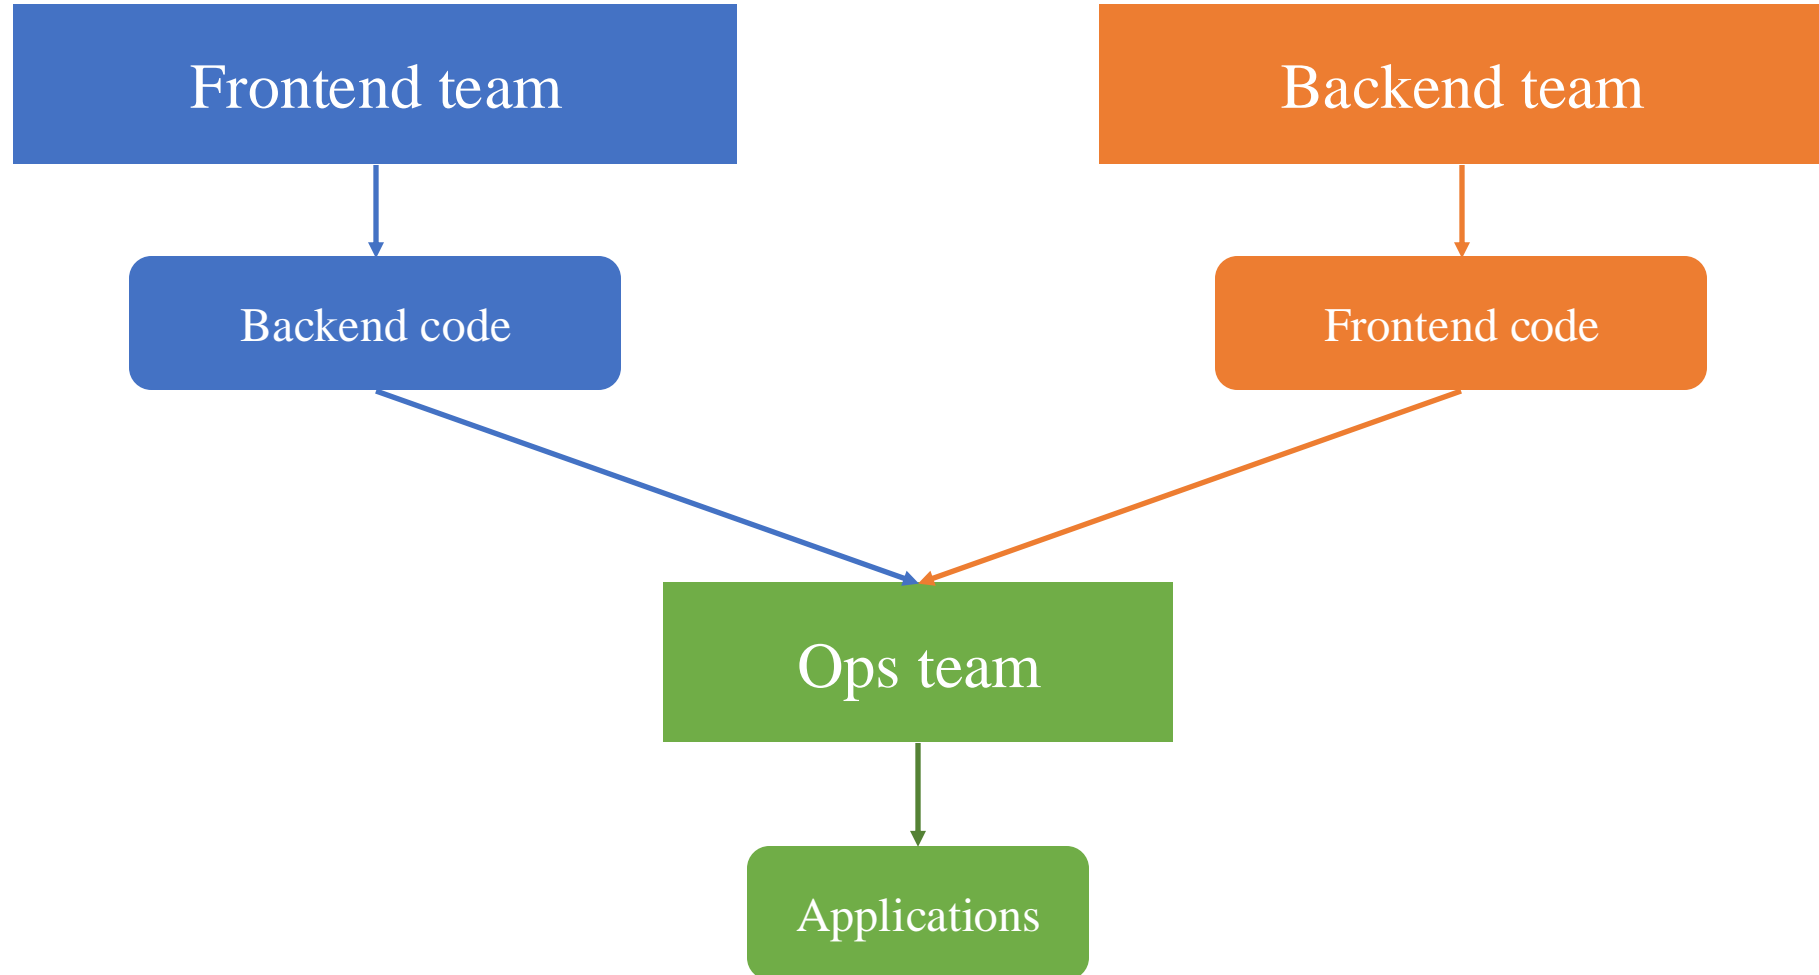 Frontend team
Backend team
Backend code
Frontend code
Ops team
Applications